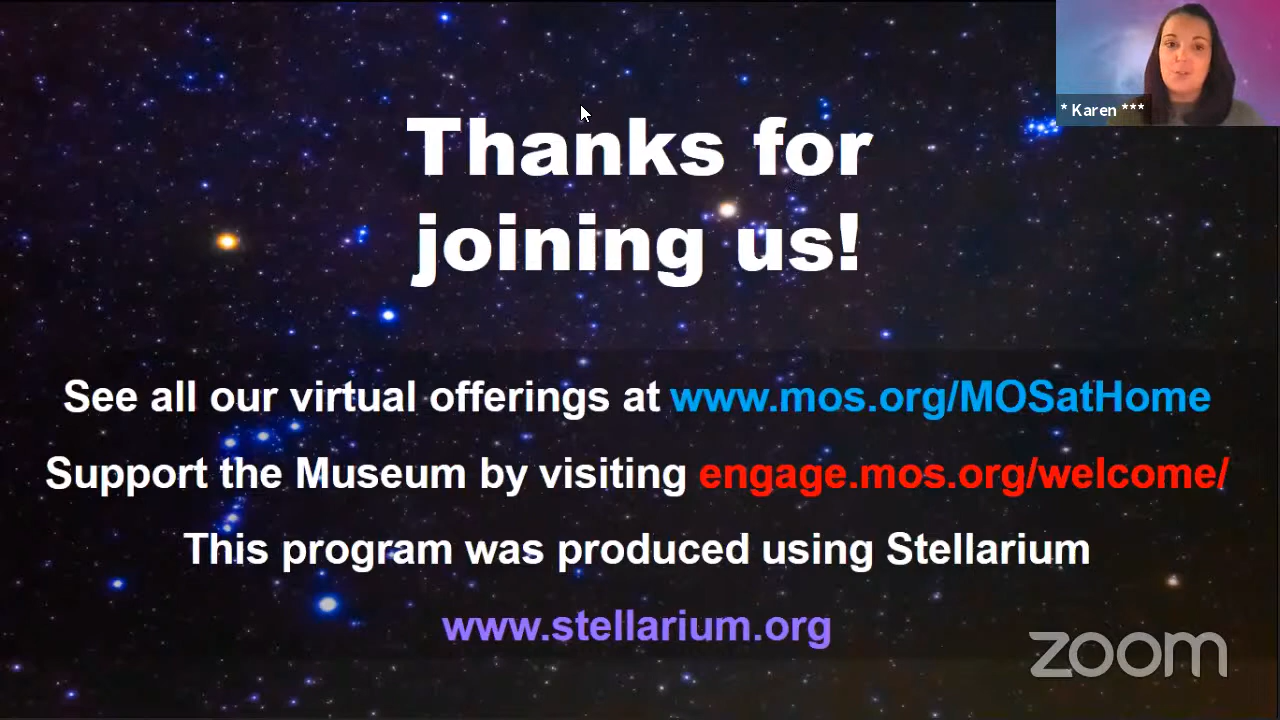 * Karen ***
Thanks for
joining us!
See all our virtual offerings at www.mos.org/MOSatHome
Support the Museum by visiting engage.mos.org/welcome/
This program was produced using Stellarium
www.stellarium.org
zoom